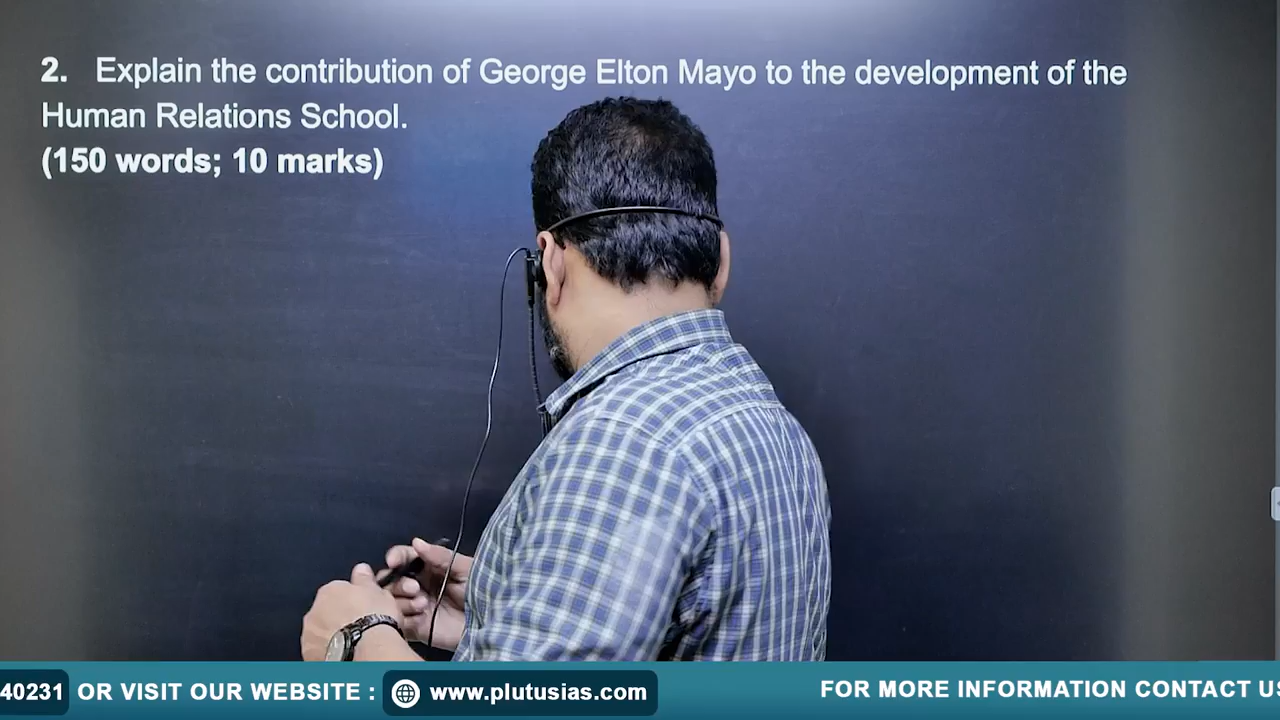 2. Explain the contribution of George Elton Mayo to the development of the
Human Relations School.
(150 words; 10 marks)
40231 OR VISIT OUR WEBSITE : www.plutusias.com FOR MORE INFORMATION CONTACT US